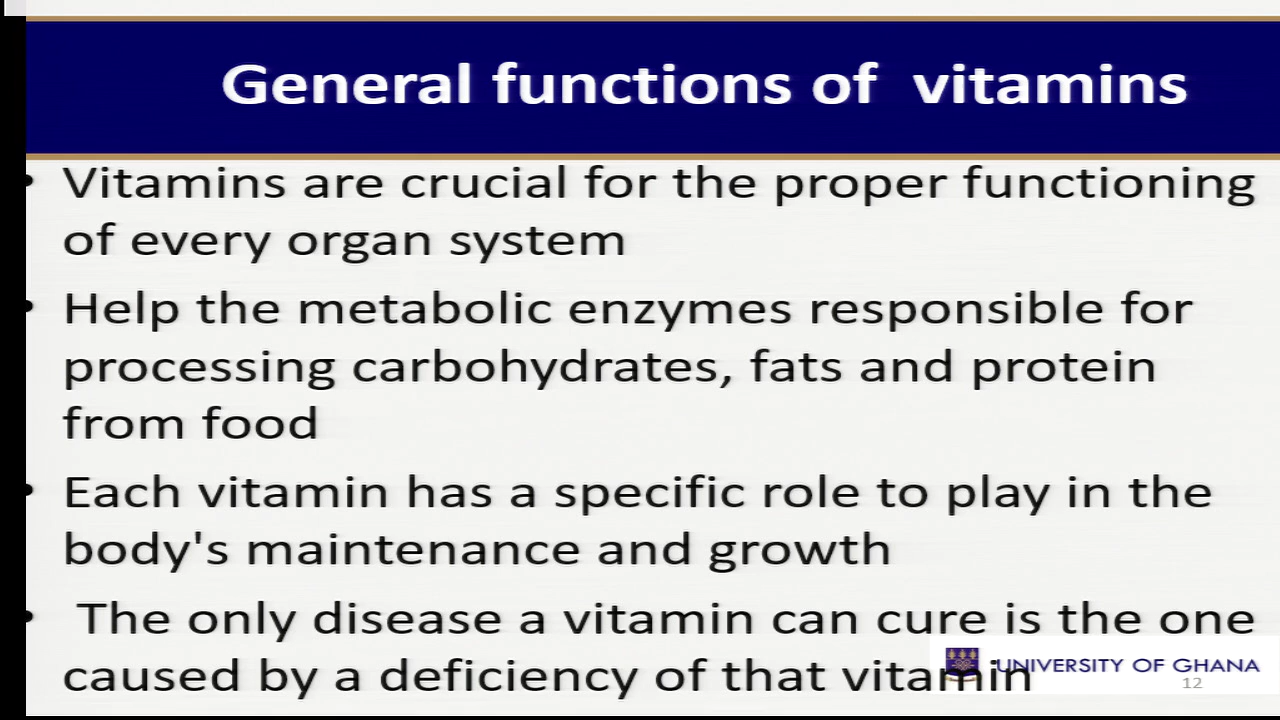 General functions of vitamins
• Vitamins are crucial for the proper functioning
of every organ system
• Help the metabolic enzymes responsible for
processing carbohydrates, fats and protein
from food
• Each vitamin has a specific role to play in the
body's maintenance and growth
• The only disease a vitamin can cure is the one
caused by a deficiency of that vitamin
UNIVERSITY OF GHANA
12